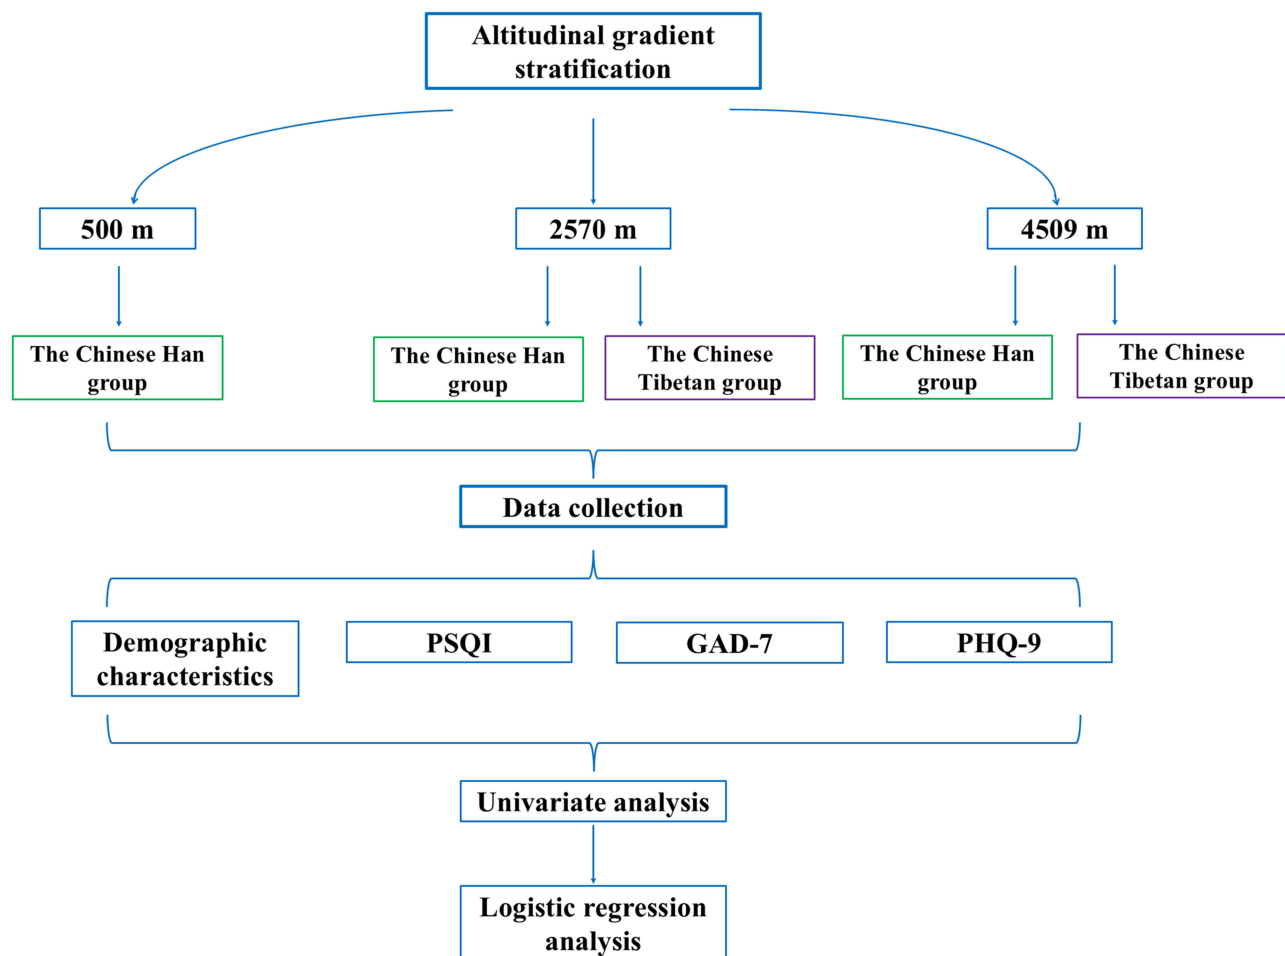 Altitudinal gradient
stratification
500 m
2570 m
4509 m
The Chinese Han
group
The Chinese Han
group
The Chinese
Tibetan group
The Chinese Han
group
The Chinese
Tibetan group
Data collection
Demographic
characteristics
PSQI
GAD-7
PHQ-9
Univariate analysis
Logistic regression
analysis